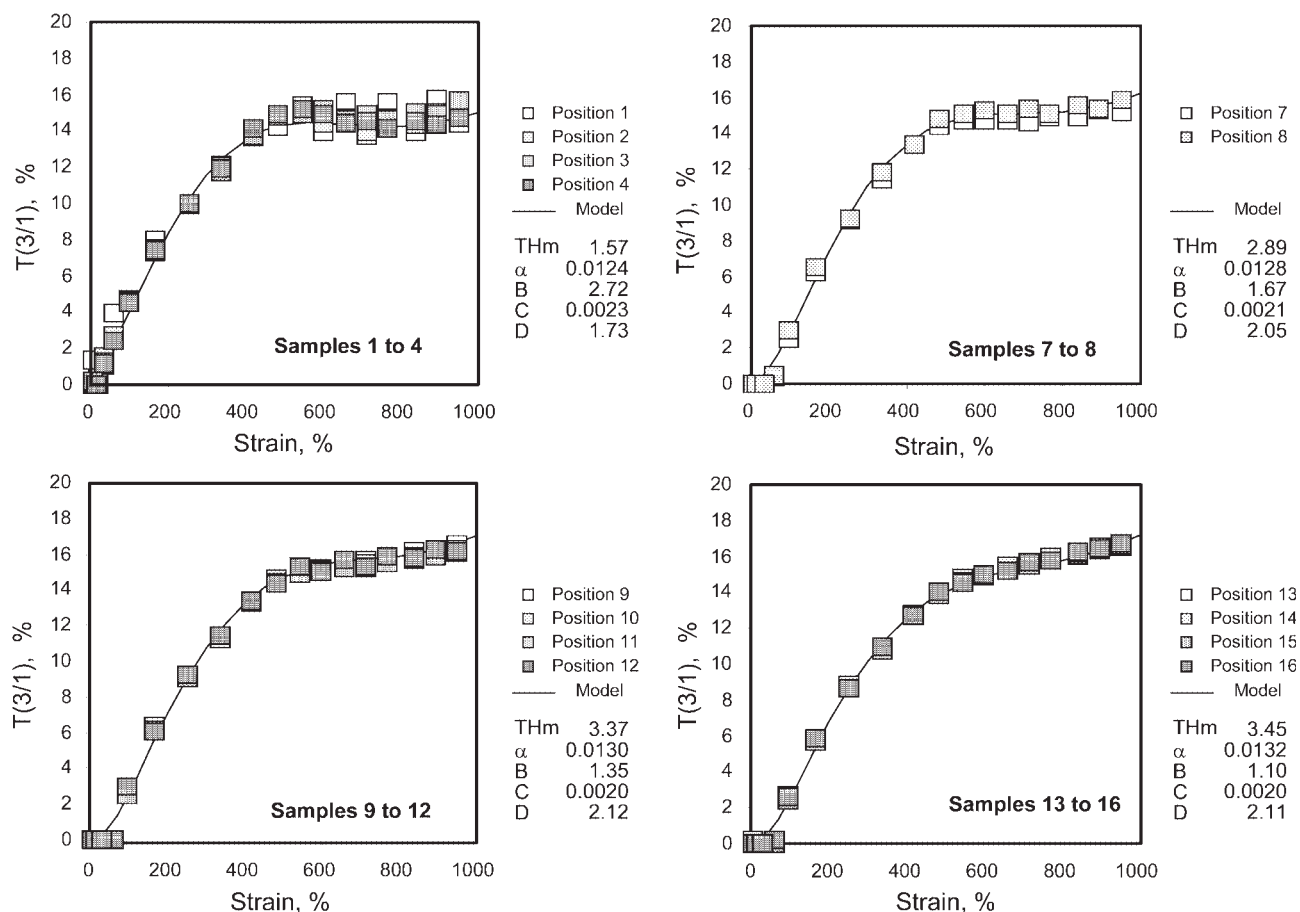 20
18
16
14
12
10
8
6
4
2
0
T(3/1), %
0 200 400 600 800 1000
Strain, %
Samples 1 to 4
Position 1
Position 2
Position 3
Position 4
Model
THm 1.57
α 0.0124
B 2.72
C 0.0023
D 1.73
20
18
16
14
12
10
8
6
4
2
0
T(3/1), %
0 200 400 600 800 1000
Strain, %
Samples 7 to 8
Position 7
Position 8
Model
THm 2.89
α 0.0128
B 1.67
C 0.0021
D 2.05
20
18
16
14
12
10
8
6
4
2
0
T(3/1), %
0 200 400 600 800 1000
Strain, %
Samples 9 to 12
Position 9
Position 10
Position 11
Position 12
Model
THm 3.37
α 0.0130
B 1.35
C 0.0020
D 2.12
20
18
16
14
12
10
8
6
4
2
0
T(3/1), %
0 200 400 600 800 1000
Strain, %
Samples 13 to 16
Position 13
Position 14
Position 15
Position 16
Model
THm 3.45
α 0.0132
B 1.10
C 0.0020
D 2.11